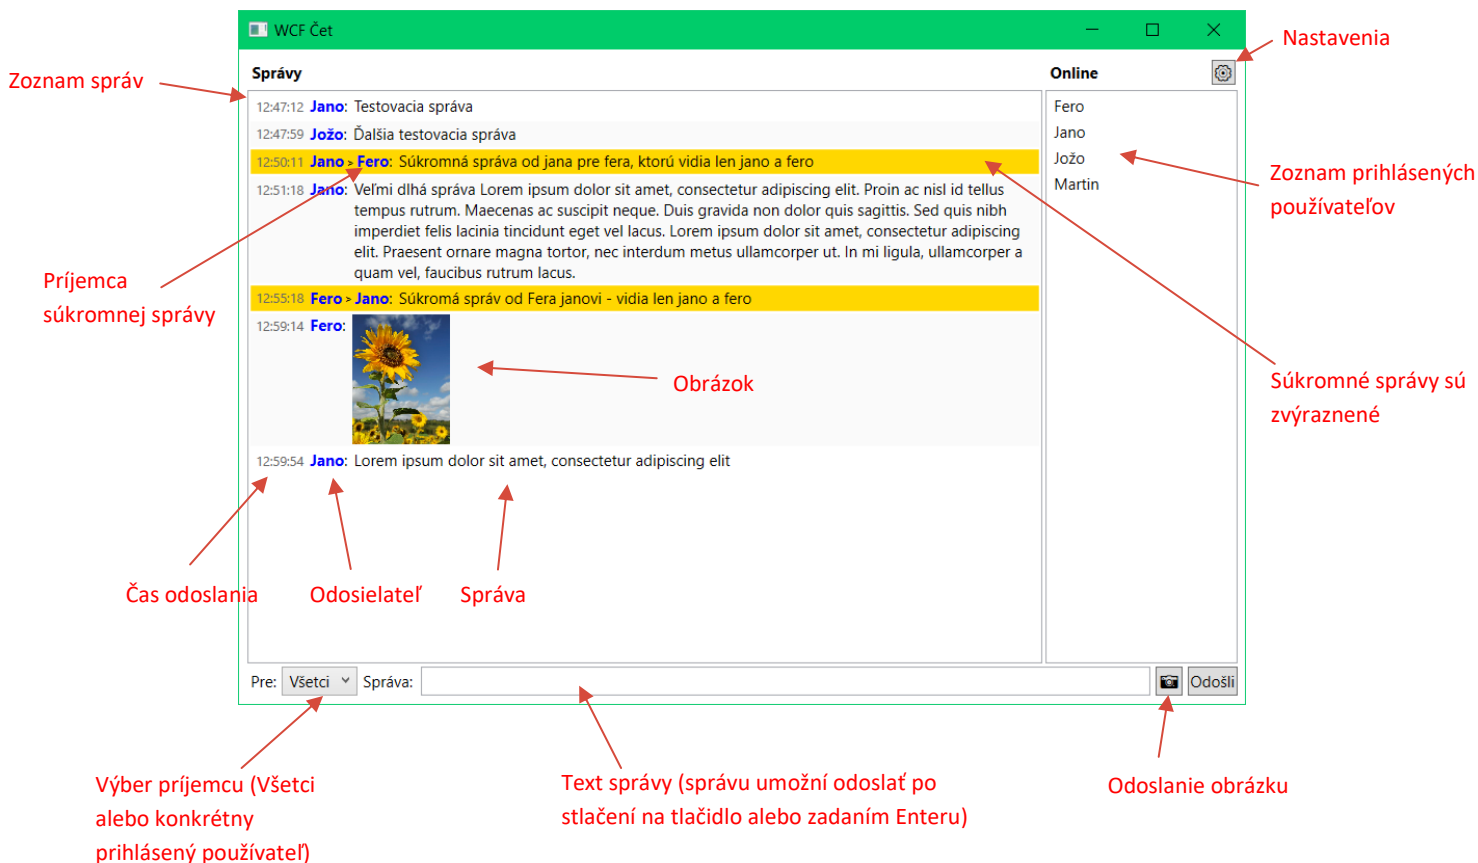 WCF Čet
Nastavenia
Zoznam správ
Správy
Online
12:47:12 Jano: Testovacia správa
12:47:59 Jožo: Ďalšia testovacia správa
12:50:11 Jano > Fero: Súkromná správa od jana pre fera, ktorú vidia len jano a fero
12:51:18 Jano: Veľmi dlhá správa Lorem ipsum dolor sit amet, consectetur adipiscing elit. Proin ac nisl id tellus
tempus rutrum. Maecenas ac suscipit neque. Duis gravida non dolor quis sagittis. Sed quis nibh
imperdiet felis lacinia tincidunt eget vel lacus. Lorem ipsum dolor sit amet, consectetur adipiscing
elit. Praesent ornare magna tortor, nec interdum metus ullamcorper ut. In mi ligula, ullamcorper a
quam vel, faucibus rutrum lacus.
12:55:18 Fero > Jano: Súkromá správ od Fera janovi - vidia len jano a fero
12:59:14 Fero:
12:59:54 Jano: Lorem ipsum dolor sit amet, consectetur adipiscing elit
Fero
Jano
Jožo
Martin
Zoznam prihlásených
používateľov
Príjemca
súkromnej správy
Obrázok
Súkromné správy sú
zvýraznené
Čas odoslania
Odosielateľ
Správa
Pre: Všetci Správa:
Odošli
Výber príjemcu (Všetci
alebo konkrétny
prihlásený používateľ)
Text správy (správu umožní odoslať po
stlačení na tlačidlo alebo zadaním Enteru)
Odoslanie obrázku